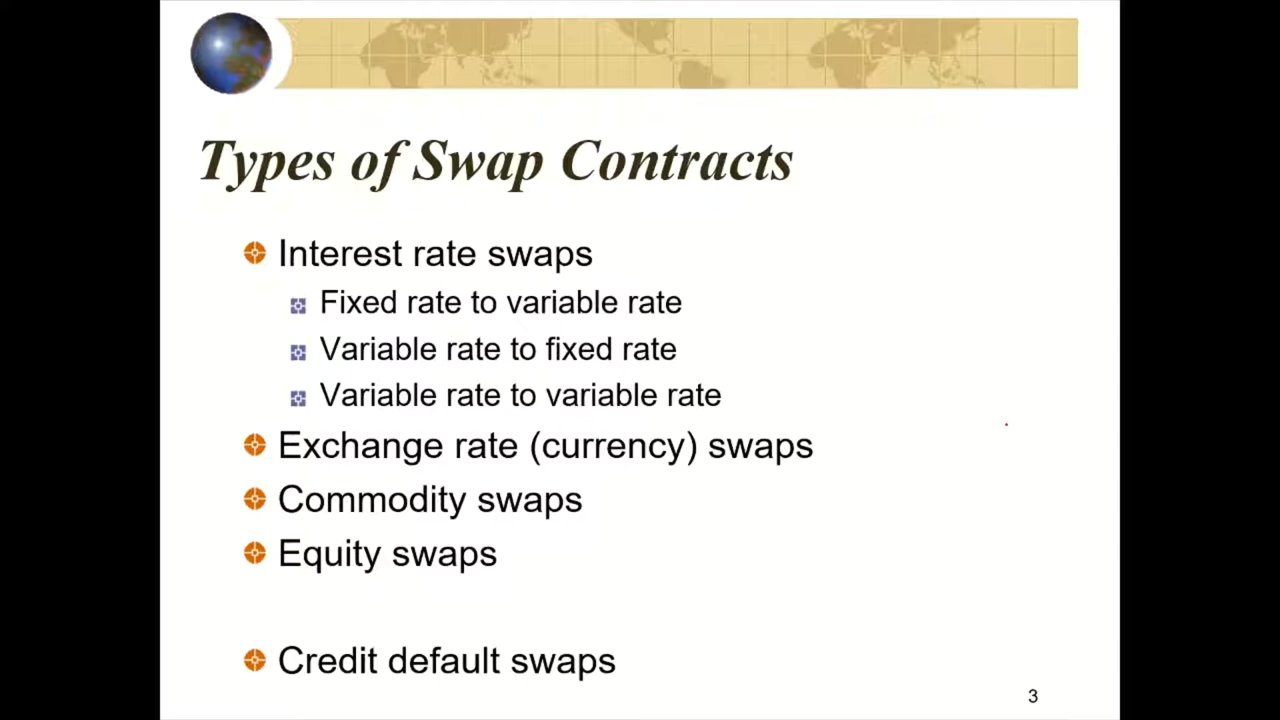 Types of Swap Contracts
Interest rate swaps
Fixed rate to variable rate
Variable rate to fixed rate
Variable rate to variable rate
Exchange rate (currency) swaps
Commodity swaps
Equity swaps
Credit default swaps
3